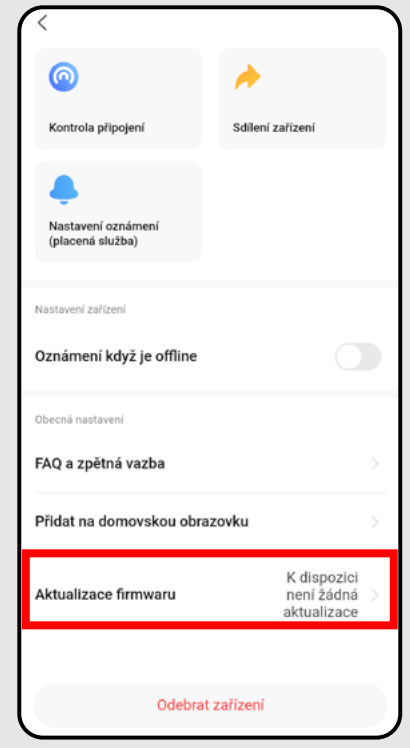 Kontrola připojení
Sdílení zařízení
Nastavení oznámení
(placená služba)
Nastavení zařízení
Oznámení když je offline
Obecná nastavení
FAQ a zpětná vazba
Přidat na domovskou obrazovku
Aktualizace firmwaru
K dispozici
není žádná
aktualizace
Odebrat zařízení